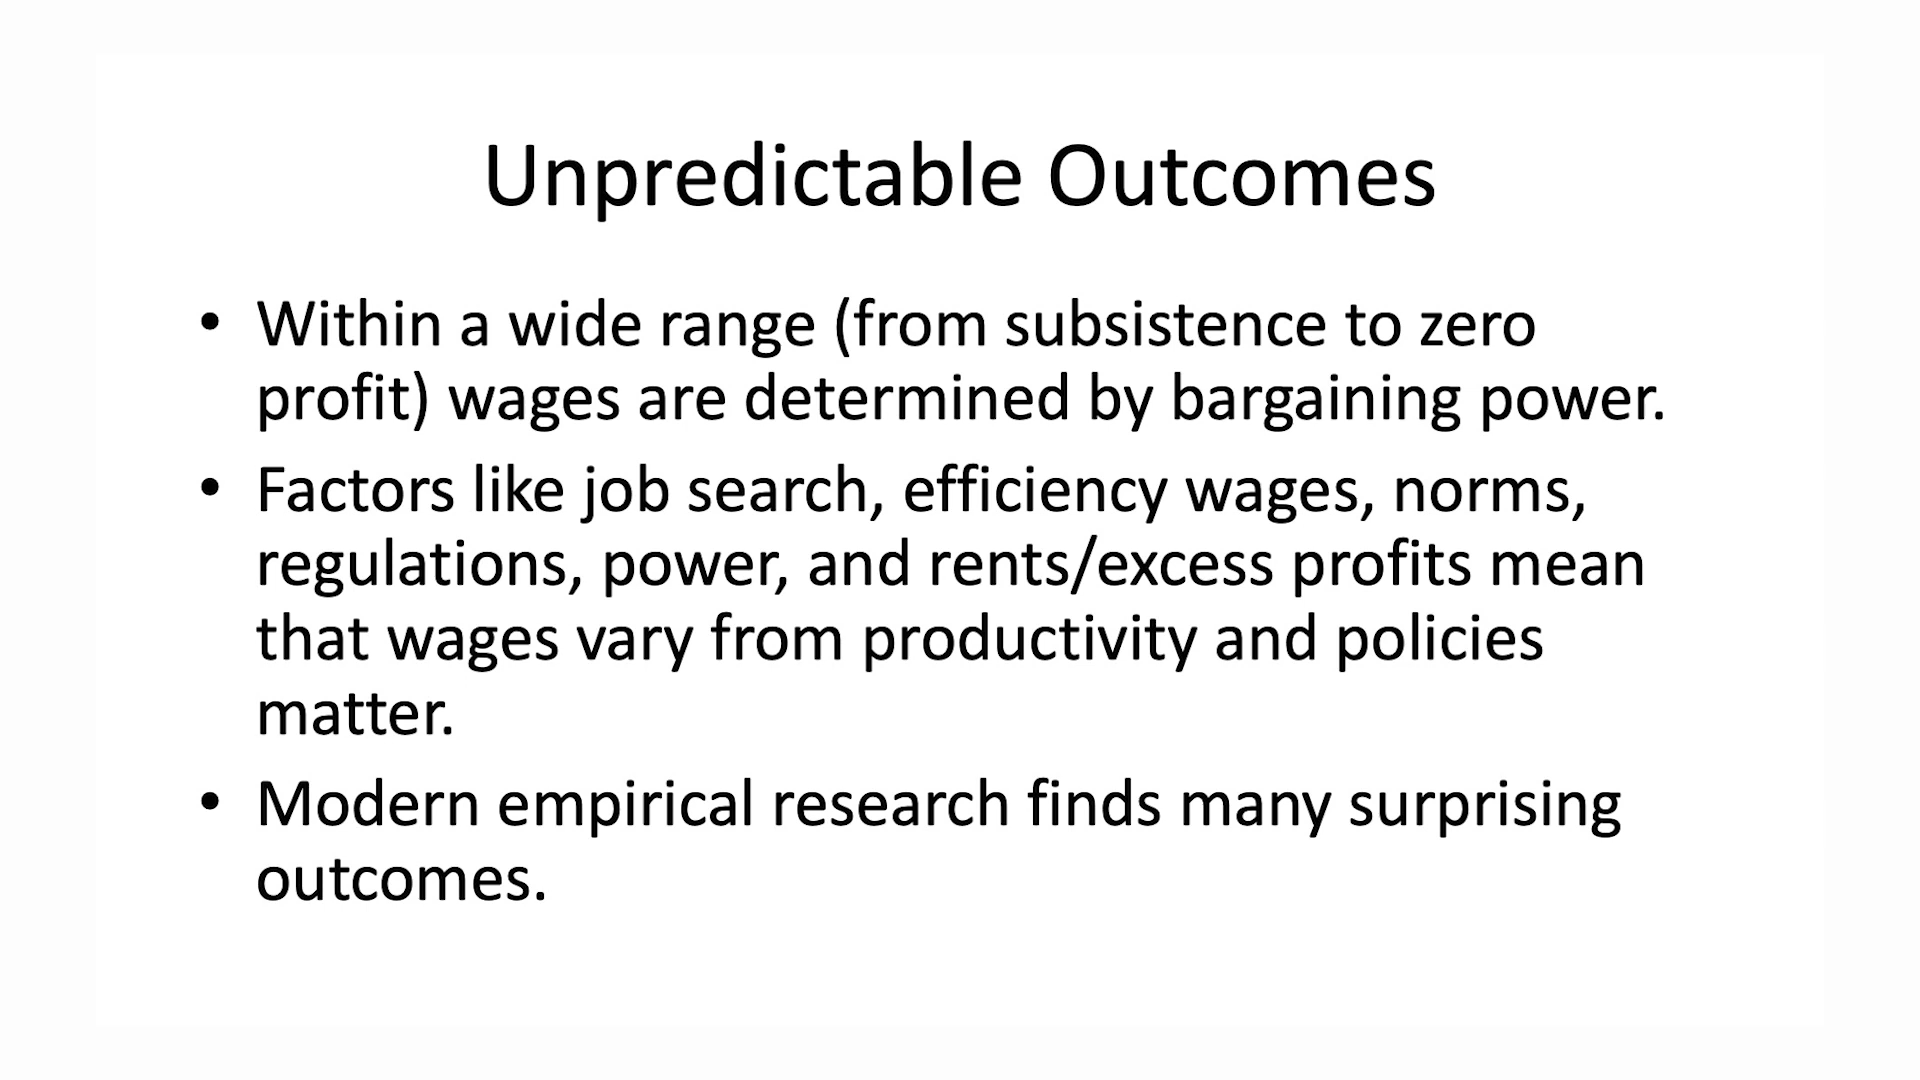 Unpredictable Outcomes
• Within a wide range (from subsistence to zero
profit) wages are determined by bargaining power.
• Factors like job search, efficiency wages, norms,
regulations, power, and rents/excess profits mean
that wages vary from productivity and policies
matter.
• Modern empirical research finds many surprising
outcomes.